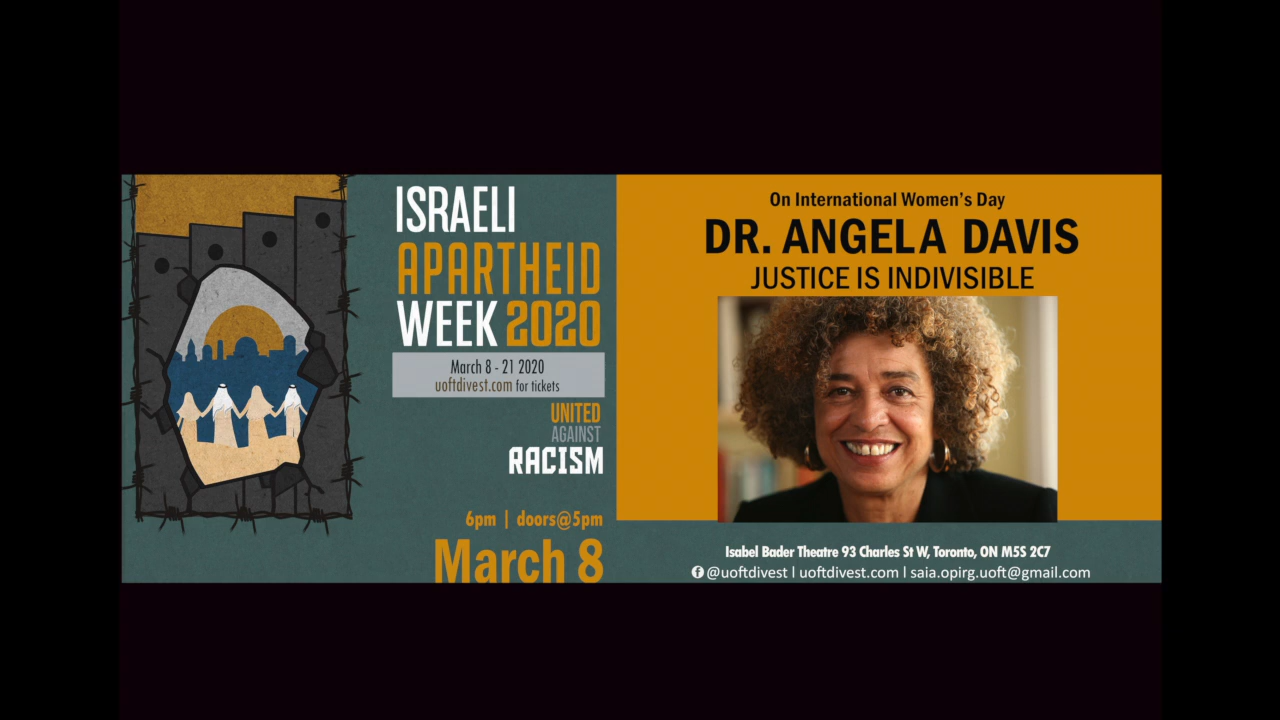 ISRAELI
APARTHEID
WEEK 2020
March 8 - 21 2020
uoftdivest.com for tickets
UNITED
AGAINST
RACISM
6pm | doors@5pm
March 8
On International Women's Day
DR. ANGELA DAVIS
JUSTICE IS INDIVISIBLE
Isabel Bader Theatre 93 Charles St W, Toronto, ON M5S 2C7
@uoftdivest l uoftdivest.com l saia.opirg.uoft@gmail.com